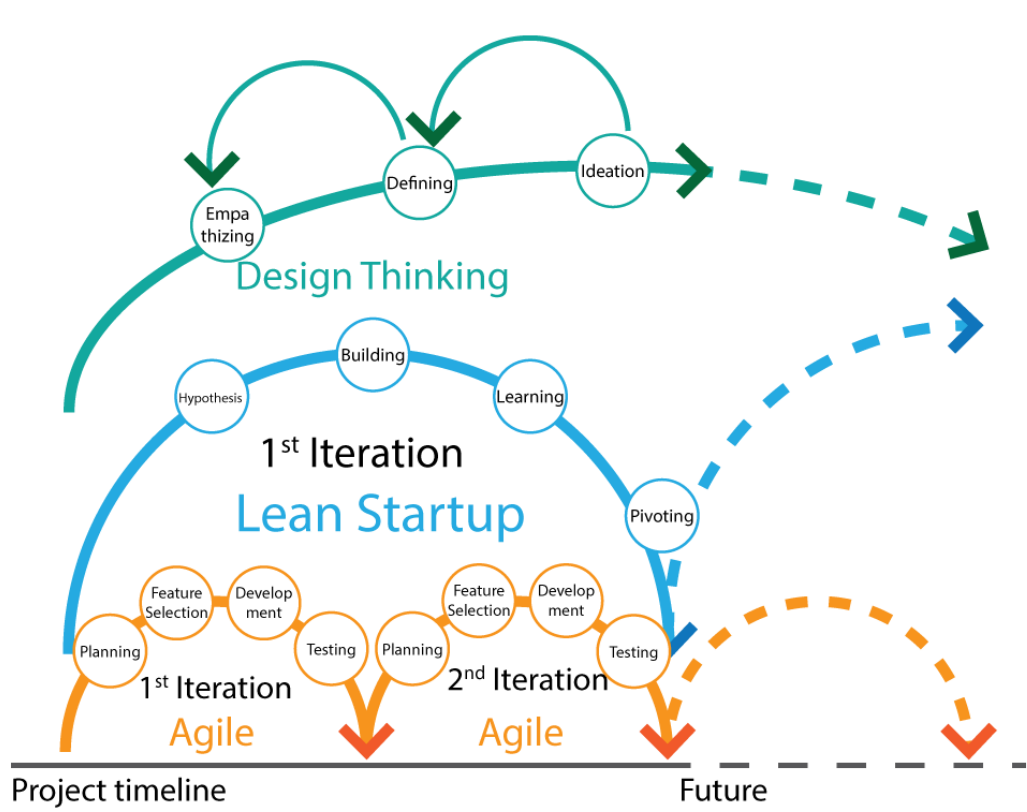 Empa
thizing
Defining
Ideation
Design Thinking
Hypothesis
Building
Learning
1st Iteration
Lean Startup
Pivoting
Planning
Feature
Selection
Develop
ment
Testing
1st Iteration
Agile
Planning
Feature
Selection
Develop
ment
Testing
2nd Iteration
Agile
Project timeline
Future